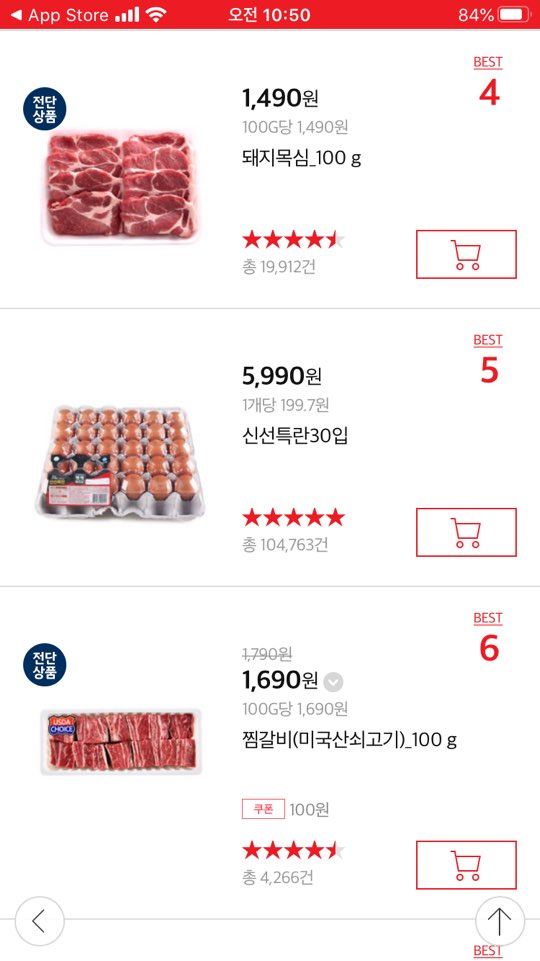 App Store
오전 10:50
84%
BEST
4
전단
상품
1,490원
100G당 1,490원
돼지목심_100 g
총 19,912건
BEST
5
5,990원
1개당 199.7원
신선특란30입
총 104,763건
BEST
6
전단
상품
1,790원
1,690원
100G당 1,690원
USDA
CHOICE
찜갈비(미국산쇠고기)_100 g
쿠폰 100원
총 4,266건
BEST